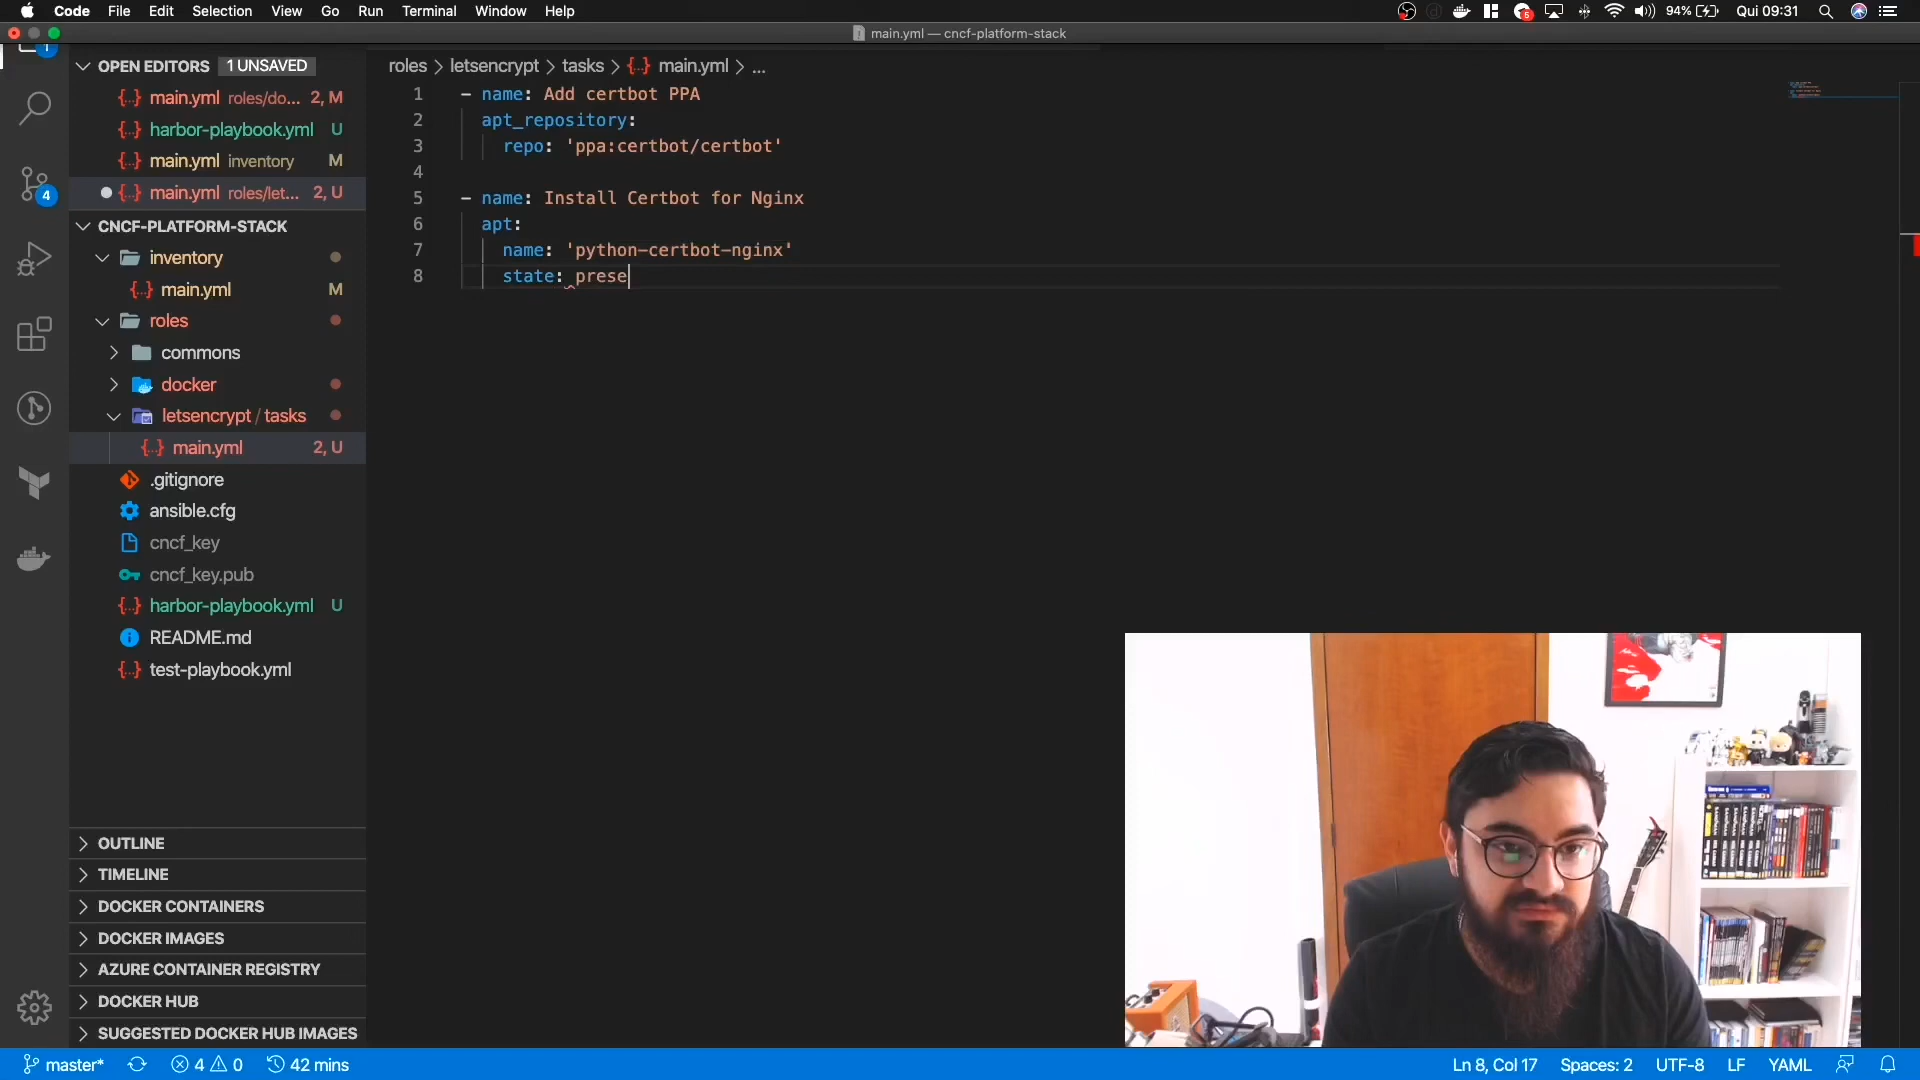 Code File Edit Selection View Go Run Terminal Window Help
5 94% Qui 09:31
main.yml — cncf-platform-stack
1
OPEN EDITORS 1 UNSAVED
main.yml roles/do... 2, M
harbor-playbook.yml U
main.yml inventory M
main.yml roles/let... 2, U
4
CNCF-PLATFORM-STACK
inventory
main.yml M
roles
commons
docker
letsencrypt / tasks
main.yml 2, U
.gitignore
ansible.cfg
cncf_key
cncf_key.pub
harbor-playbook.yml U
README.md
test-playbook.yml
OUTLINE
TIMELINE
DOCKER CONTAINERS
DOCKER IMAGES
AZURE CONTAINER REGISTRY
DOCKER HUB
SUGGESTED DOCKER HUB IMAGES
roles > letsencrypt > tasks > {..} main.yml > ...
1 - name: Add certbot PPA
2 apt_repository:
3 repo: 'ppa:certbot/certbot'
4
5 - name: Install Certbot for Nginx
6 apt:
7 name: 'python-certbot-nginx'
8 state: prese
master* 4 0 42 mins
Ln 8, Col 17 Spaces: 2 UTF-8 LF YAML